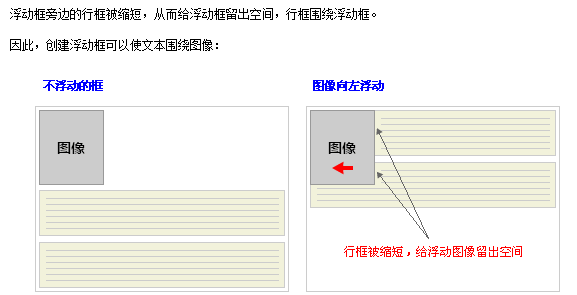 浮动框旁边的行框被缩短，从而给浮动框留出空间，行框围绕浮动框。
因此，创建浮动框可以使文本围绕图像：
不浮动的框
图像向左浮动
图像
图像
行框被缩短，给浮动图像留出空间